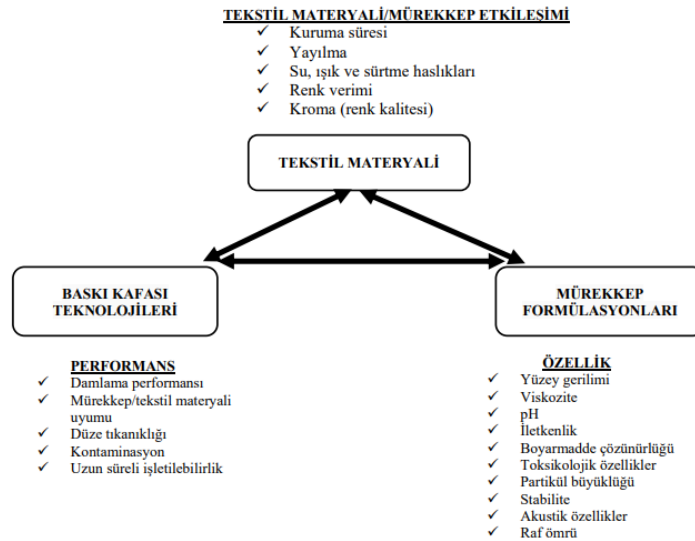 TEKSTİL MATERYALİ/MÜREKKEP ETKİLEŞİMİ
✓ Kuruma süresi
✓ Yayılma
✓ Su, ışık ve sürtme haslıkları
✓ Renk verimi
✓ Kroma (renk kalitesi)
TEKSTİL MATERYALİ
BASKI KAFASI
TEKNOLOJİLERİ
MÜREKKEP
FORMÜLASYONLARI
PERFORMANS
✓ Damlama performansı
✓ Mürekkep/tekstil materyali
uyumu
✓ Düze tıkanıklığı
✓ Kontaminasyon
✓ Uzun süreli işletilebilirlik
ÖZELLİK
✓ Yüzey gerilimi
✓ Viskozite
✓ pH
✓ İletkenlik
✓ Boyarmadde çözünürlüğü
✓ Toksikolojik özellikler
✓ Partikül büyüklüğü
✓ Stabilite
✓ Akustik özellikler
✓ Raf ömrü